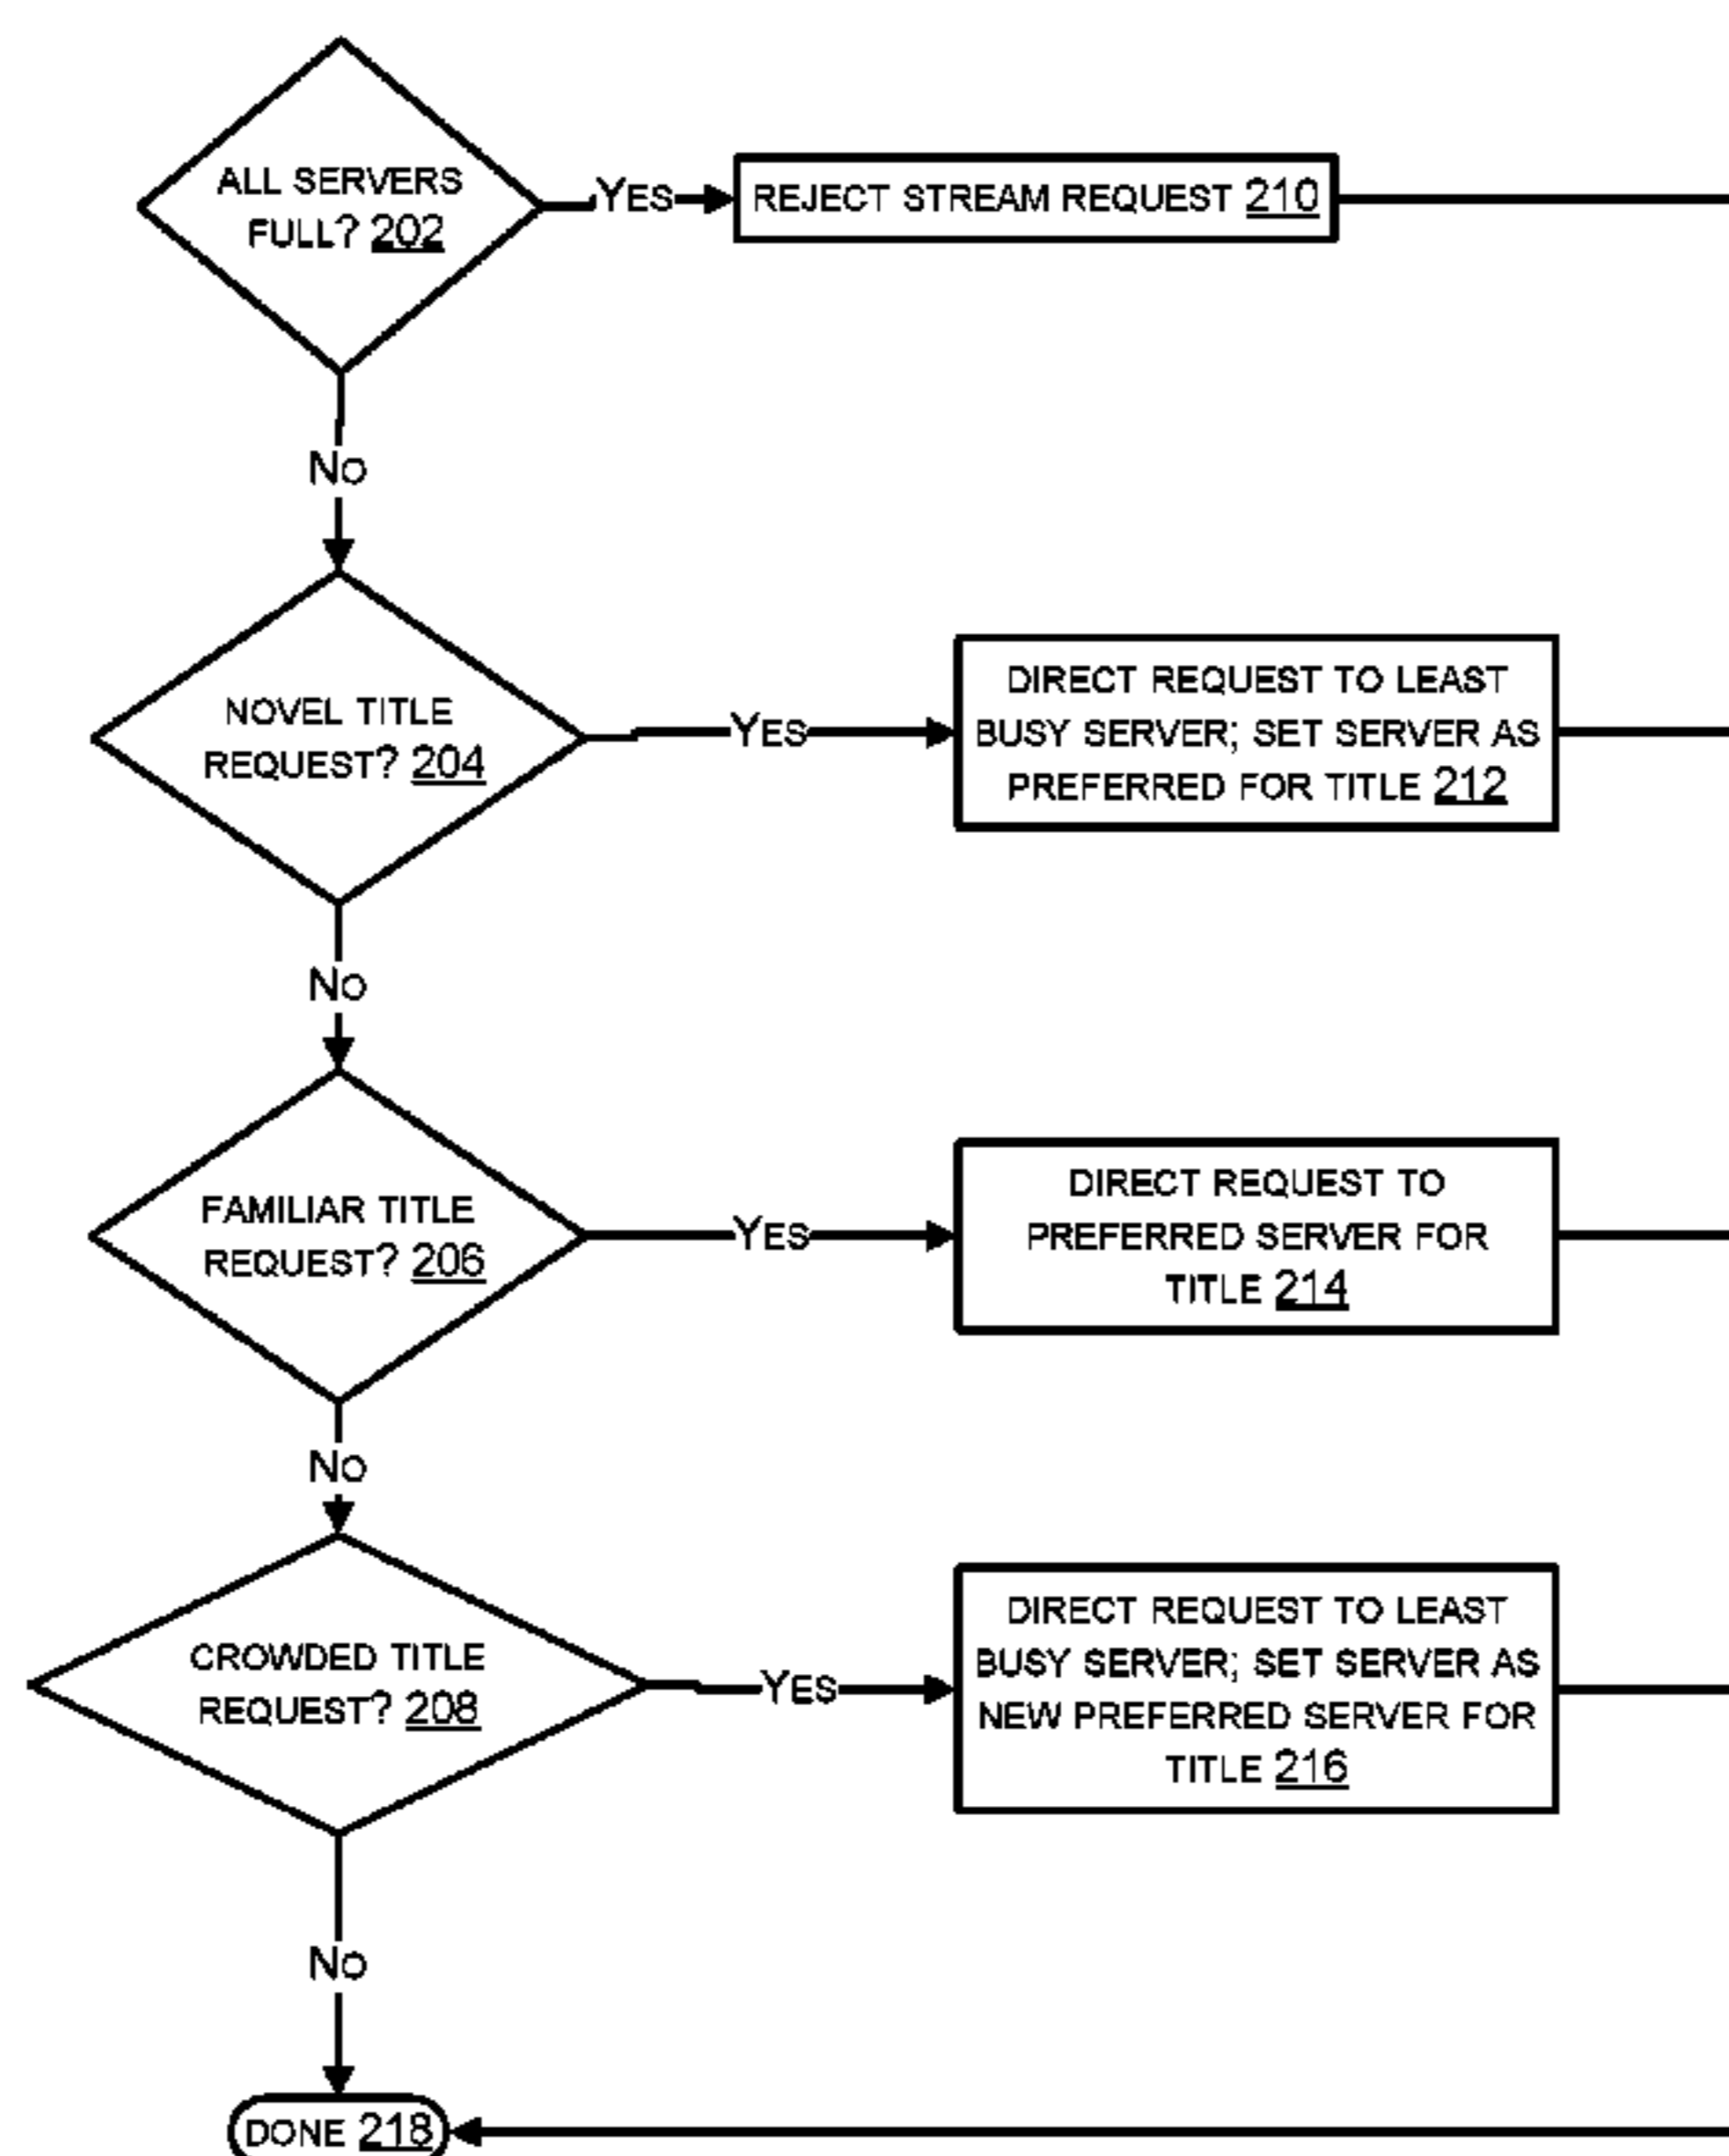 ALL SERVERS
FULL? 202
YES
REJECT STREAM REQUEST 210
NO
NOVEL TITLE
REQUEST? 204
YES
DIRECT REQUEST TO LEAST
BUSY SERVER; SET SERVER AS
PREFERRED FOR TITLE 212
NO
FAMILIAR TITLE
REQUEST? 206
YES
DIRECT REQUEST TO
PREFERRED SERVER FOR
TITLE 214
NO
CROWDED TITLE
REQUEST? 208
YES
DIRECT REQUEST TO LEAST
BUSY SERVER; SET SERVER AS
NEW PREFERRED SERVER FOR
TITLE 216
NO
DONE 218